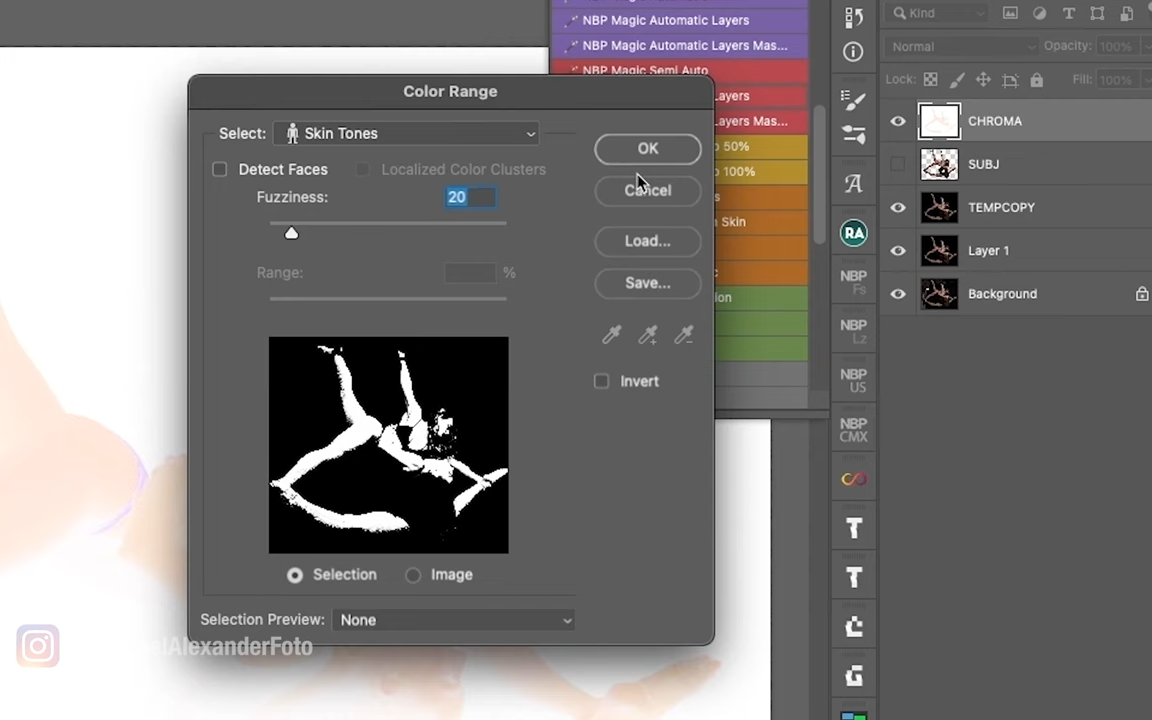 Kind
NBP Magic Automatic Layers
NBP Magic Automatic Layers Mas...
Normal
Opacity: 100%
NBP Magic Semi Auto
Color Range
Lock:
Fill: 100%
Layers
Layers Mas...
CHROMA
Select: Skin Tones
OK
50%
SUBJ
Detect Faces
Localized Color Clusters
100%
Cancel
Fuzziness: 20
TEMPCOPY
Skin
RA
Load...
Layer 1
Range: %
NBP
Fs
Save...
Background
NBP
Lz
NBP
US
Invert
NBP
CMX
T
T
Selection
Image
Selection Preview: None
elAlexanderFoto
G